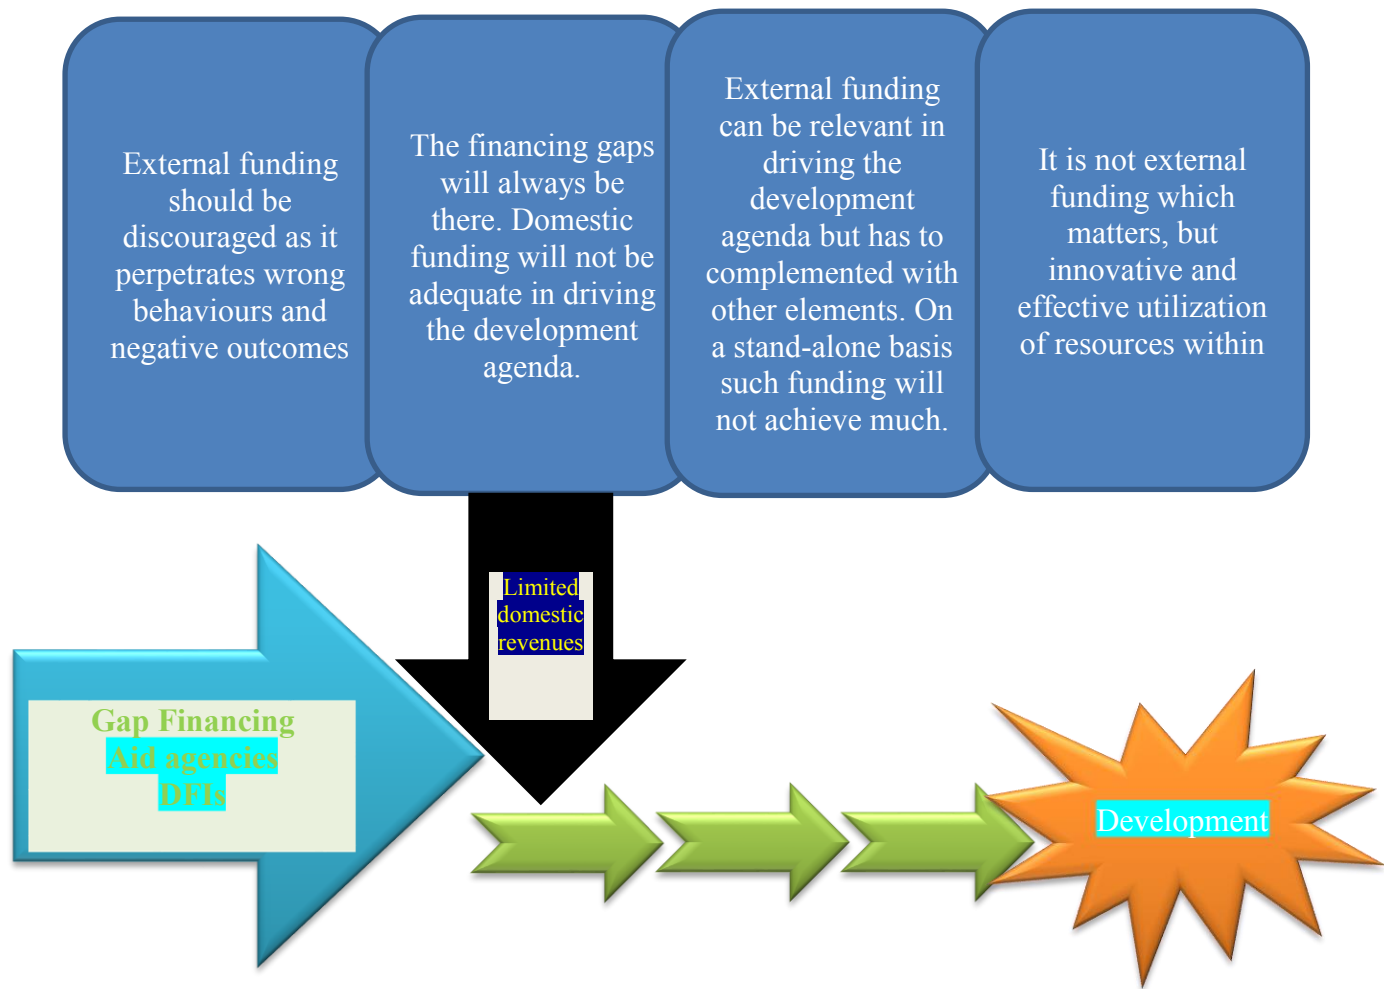 External funding
should be
discouraged as it
perpetrates wrong
behaviours and
negative outcomes
The financing gaps
will always be
there. Domestic
funding will not be
adequate in driving
the development
agenda.
External funding
can be relevant in
driving the
development
agenda but has to
complemented with
other elements. On
a stand-alone basis
such funding will
not achieve much.
It is not external
funding which
matters, but
innovative and
effective utilization
of resources within
Limited
domestic
revenues
Gap Financing
Aid agencies
DFIs
Development